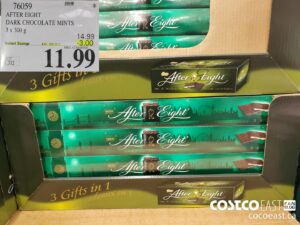 76059
AFTER EIGHT
DARK CHOCOLATE MINTS
3 x 300 g
14.99
-3.00
11.99
After Eight
3 Gifts in 1
After Eight
After Eight
After Eight
3 Gifts in 1
After Eight
COSTCO EAST
cocoeast.ca